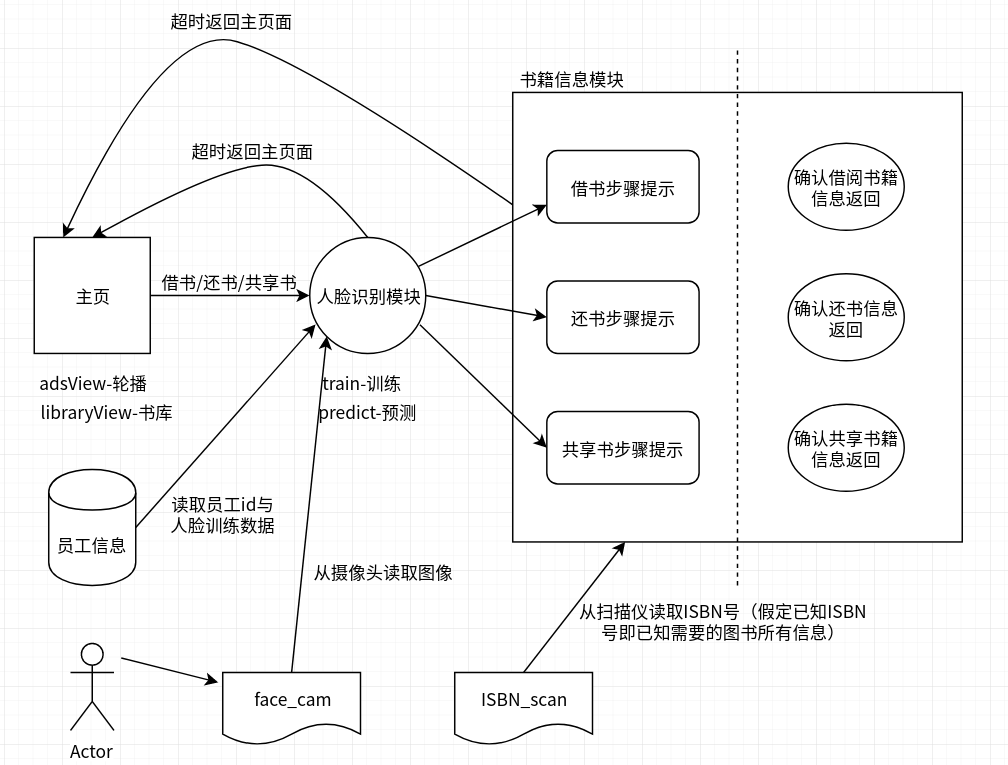 超时返回主页面
书籍信息模块
超时返回主页面
借书步骤提示
确认借阅书籍
信息返回
主页
借书/还书/共享书
人脸识别模块
还书步骤提示
确认还书信息
返回
adsView-轮播
libraryView-书库
train-训练
predict-预测
共享书步骤提示
确认共享书籍
信息返回
读取员工id与
人脸训练数据
员工信息
从摄像头读取图像
从扫描仪读取ISBN号（假定已知ISBN
号即已知需要的图书所有信息）
face_cam
ISBN_scan
Actor